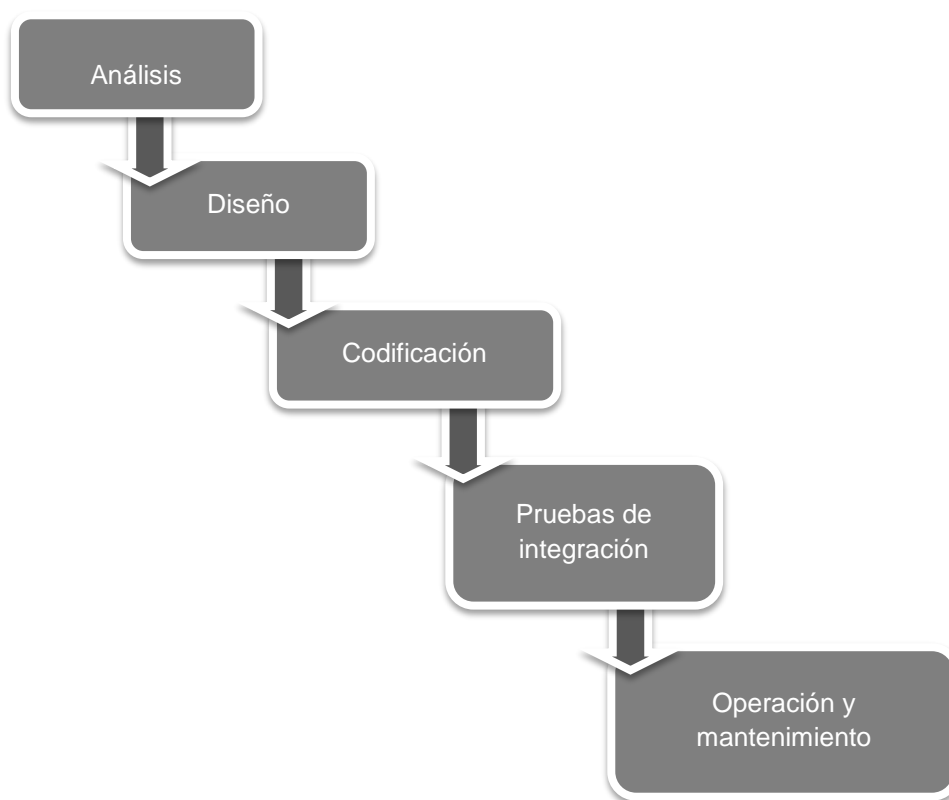 Análisis
Diseño
Codificación
Pruebas de
integración
Operación y
mantenimiento